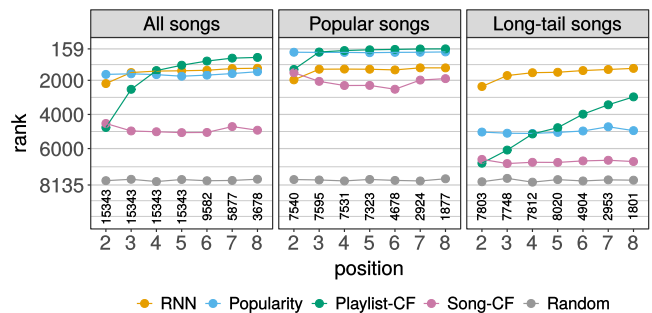 All songs Popular songs Long-tail songs
159
2000
4000
6000
8135
rank
15343 15343 15343 15343 9582 5877 3678
7540 7595 7531 7323 4678 2924 1877
7803 7748 7812 8020 4904 2953 1801
2 3 4 5 6 7 8 2 3 4 5 6 7 8 2 3 4 5 6 7 8
position
RNN Popularity Playlist-CF Song-CF Random